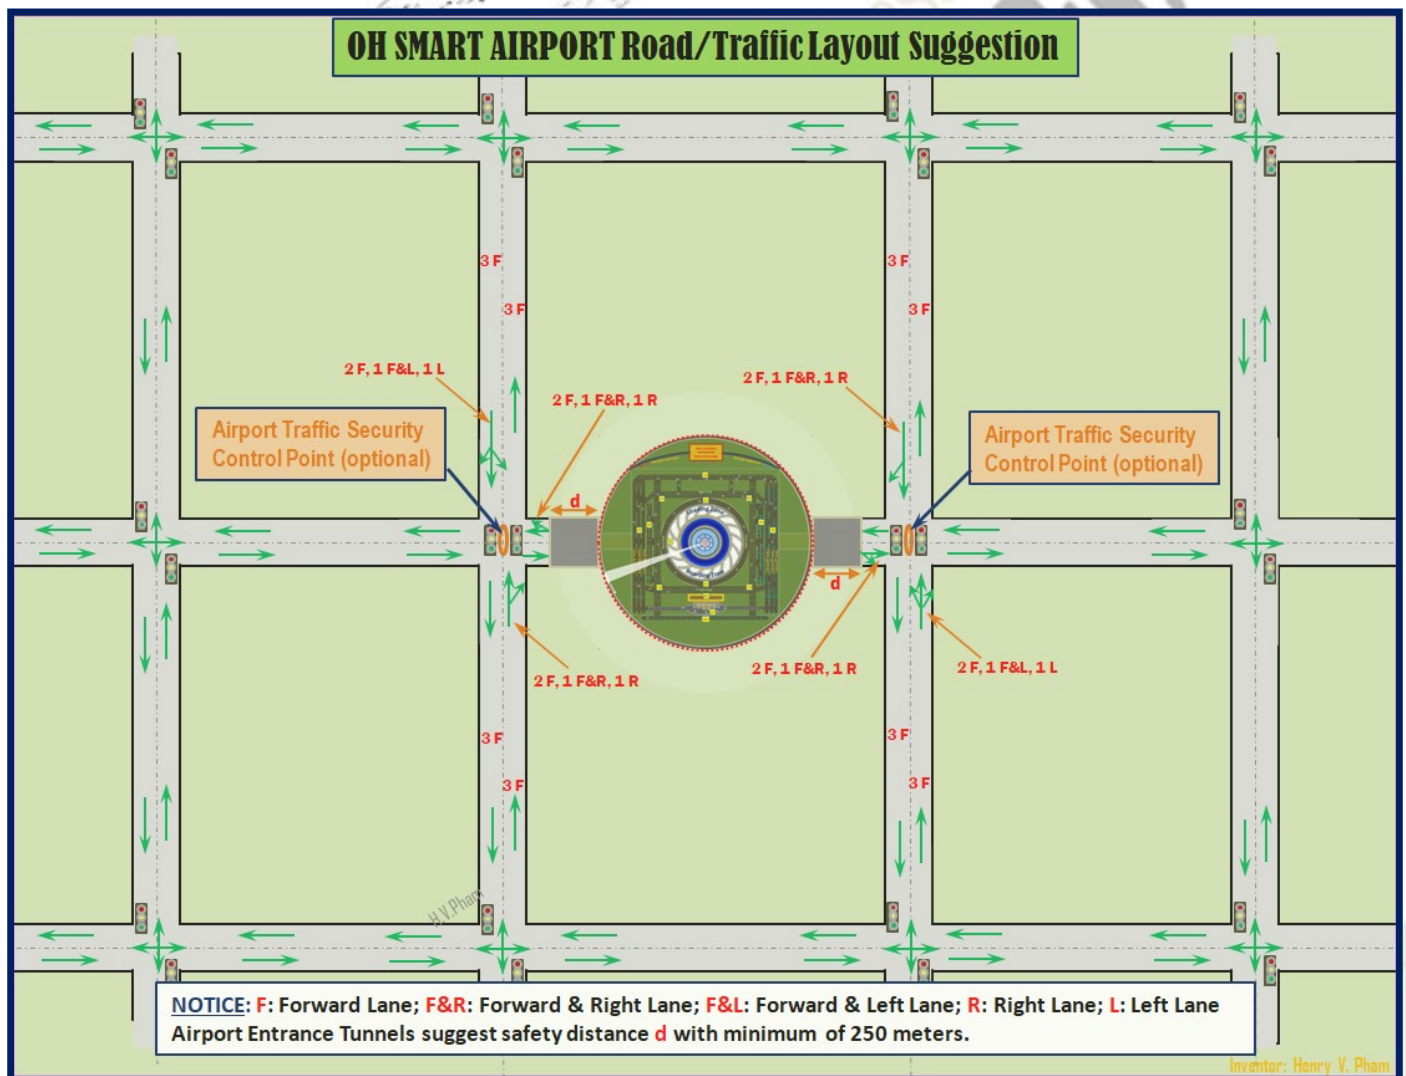 OH SMART AIRPORT Road/Traffic Layout Suggestion
3 F
3 F
3 F
3 F
2 F, 1 F&L, 1 L
2 F, 1 F&R, 1 R
2 F, 1 F&R, 1 R
Airport Traffic Security
Control Point (optional)
Airport Traffic Security
Control Point (optional)
d
d
2 F, 1 F&R, 1 R
2 F, 1 F&R, 1 R
2 F, 1 F&L, 1 L
3 F
3 F
3 F
3 F
H.V.Pham
NOTICE: F: Forward Lane; F&R: Forward & Right Lane; F&L: Forward & Left Lane; R: Right Lane; L: Left Lane
Airport Entrance Tunnels suggest safety distance d with minimum of 250 meters.
Inventor: Henry V. Pham